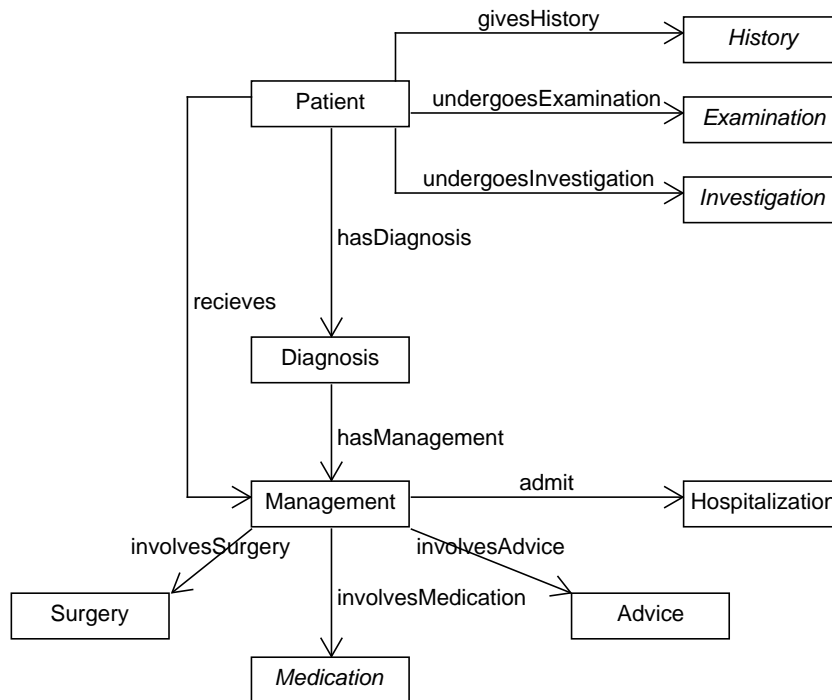 givesHistory
History
Patient
undergoesExamination
Examination
undergoesInvestigation
Investigation
hasDiagnosis
recieves
Diagnosis
hasManagement
Management
admit
Hospitalization
involvesSurgery
involvesAdvice
involvesMedication
Surgery
Advice
Medication